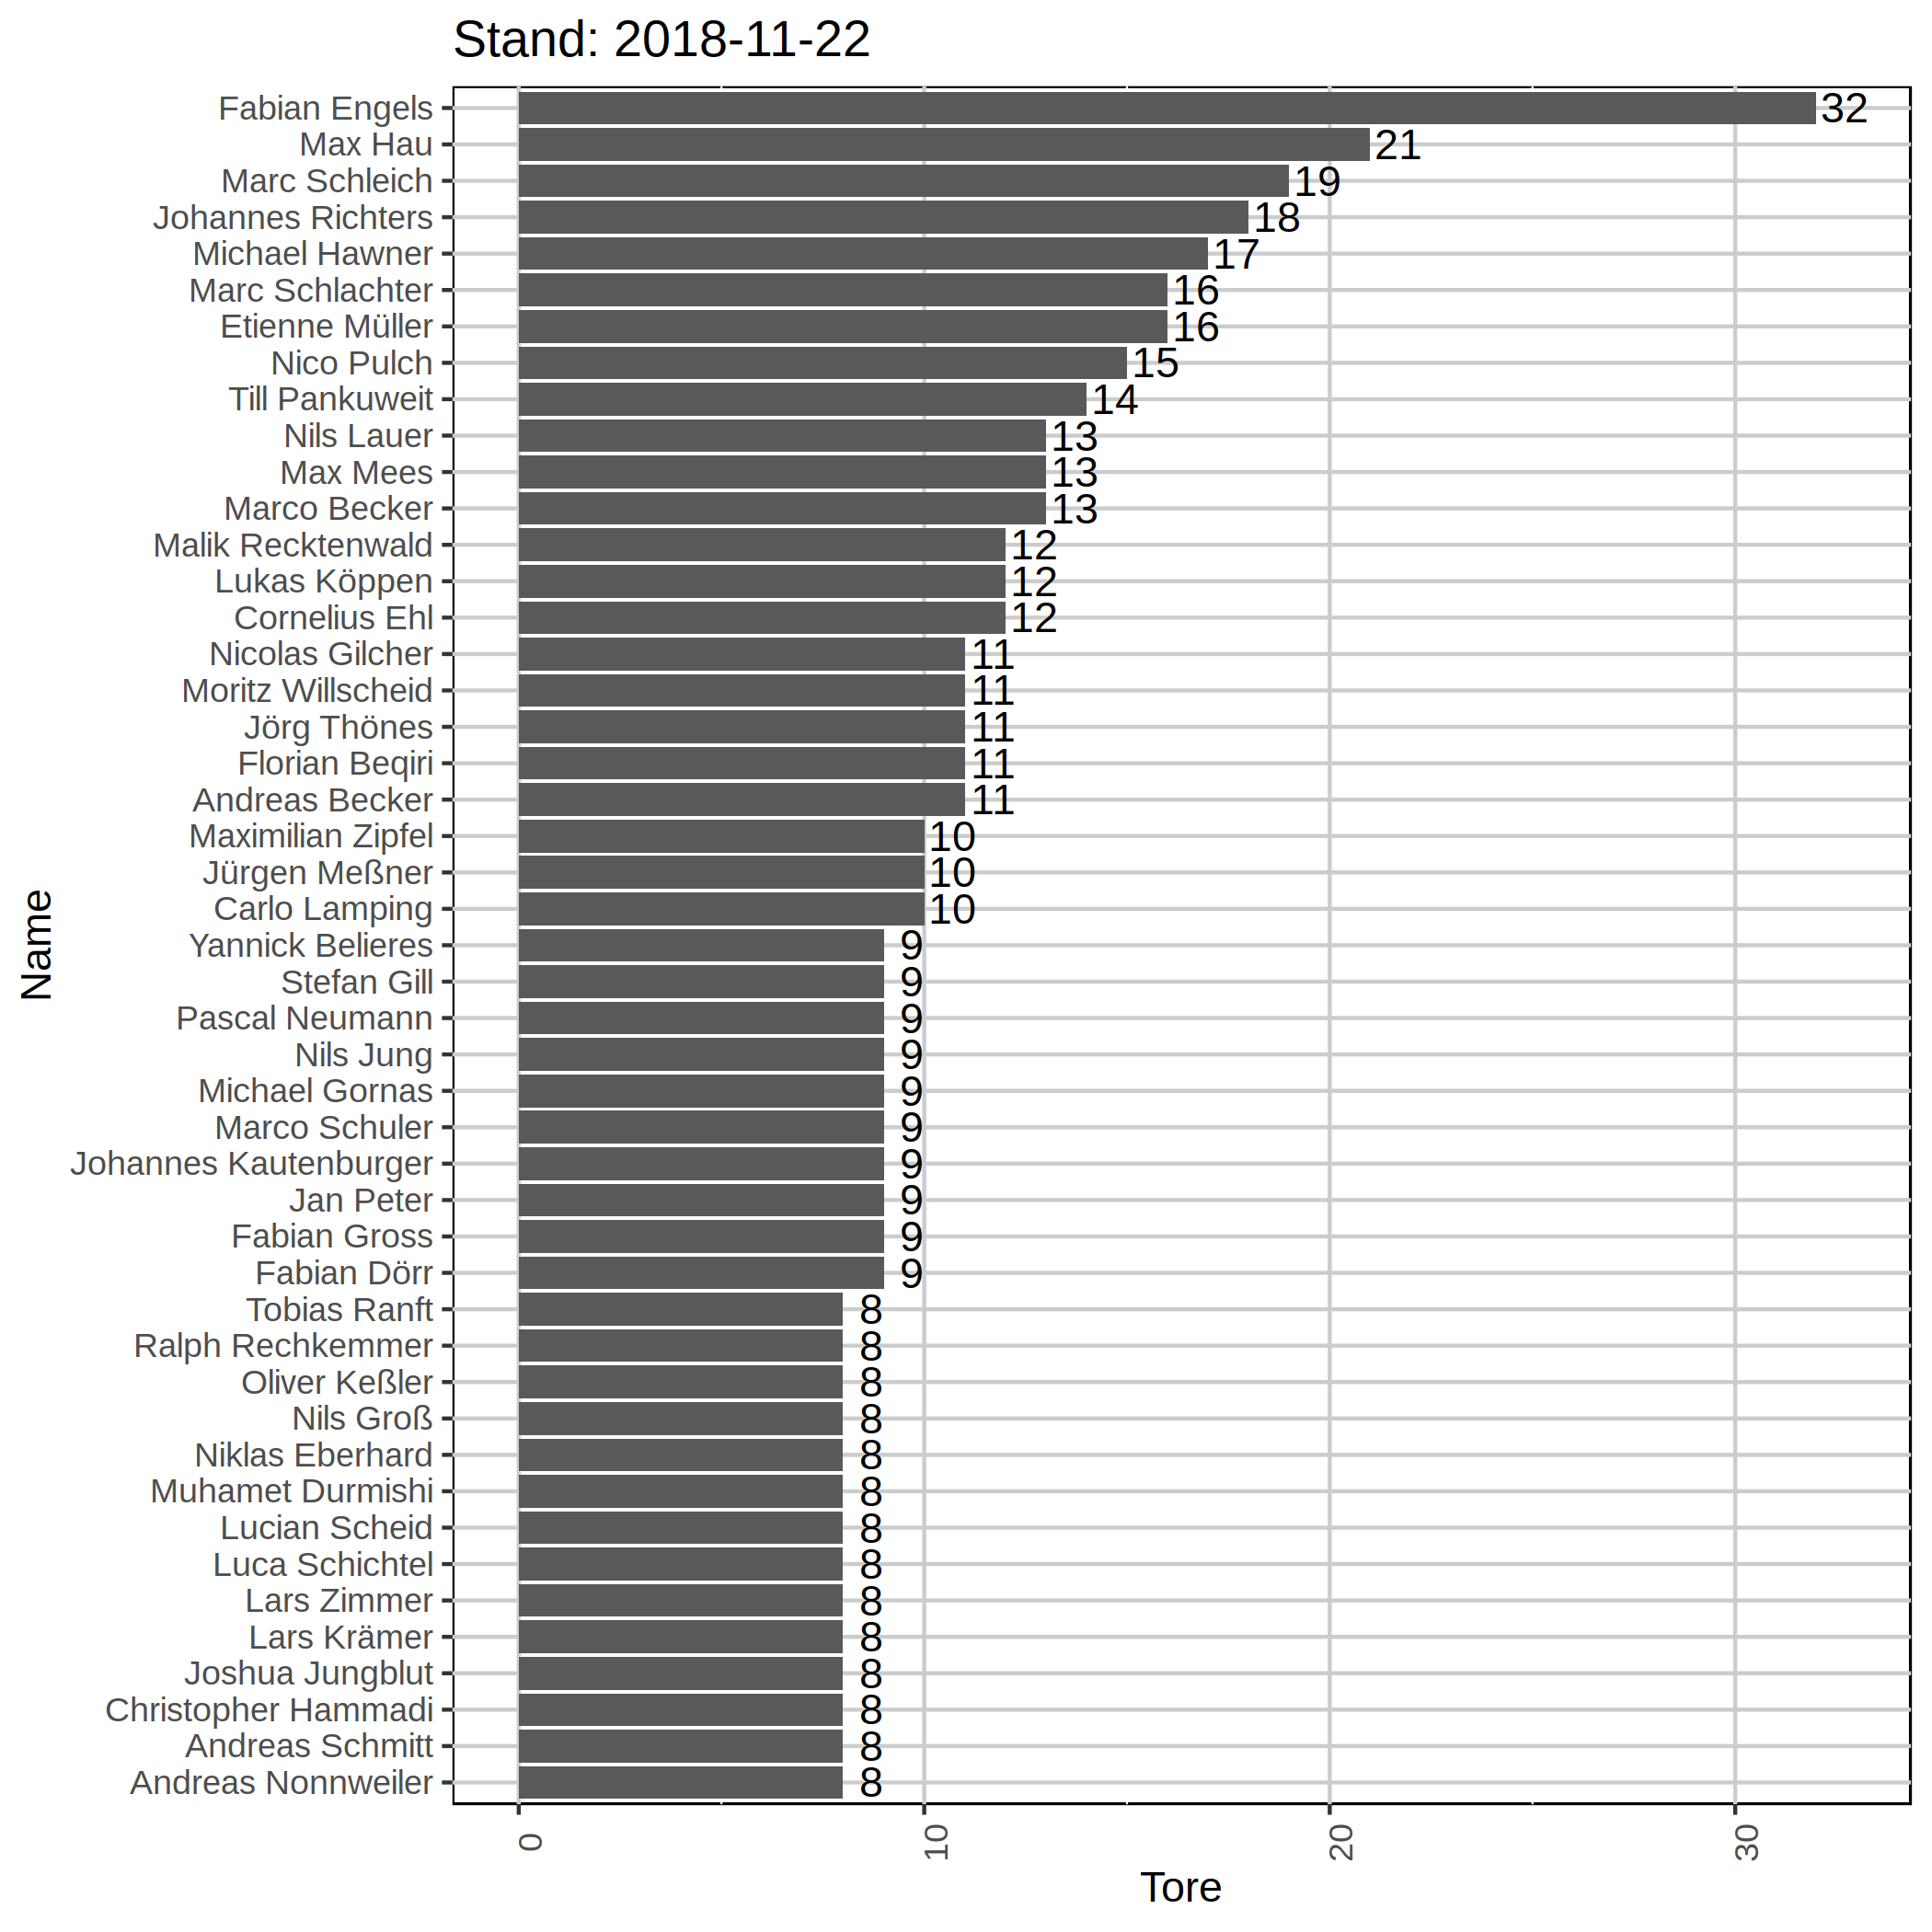 Stand: 2018-11-22
Fabian Engels 32
Max Hau 21
Marc Schleich 19
Johannes Richters 18
Michael Hawner 17
Marc Schlachter 16
Etienne Müller 16
Nico Pulch 15
Till Pankuweit 14
Nils Lauer 13
Max Mees 13
Marco Becker 13
Malik Recktenwald 12
Lukas Köppen 12
Cornelius Ehl 12
Nicolas Gilcher 11
Moritz Willscheid 11
Jörg Thönes 11
Florian Beqiri 11
Andreas Becker 11
Maximilian Zipfel 10
Jürgen Meßner 10
Carlo Lamping 10
Yannick Belieres 9
Stefan Gill 9
Pascal Neumann 9
Nils Jung 9
Michael Gornas 9
Marco Schuler 9
Johannes Kautenburger 9
Jan Peter 9
Fabian Gross 9
Fabian Dörr 9
Tobias Ranft 8
Ralph Rechkemmer 8
Oliver Keßler 8
Nils Groß 8
Niklas Eberhard 8
Muhamet Durmishi 8
Lucian Scheid 8
Luca Schichtel 8
Lars Zimmer 8
Lars Krämer 8
Joshua Jungblut 8
Christopher Hammadi 8
Andreas Schmitt 8
Andreas Nonnweiler 8
Name
0 10 20 30
Tore